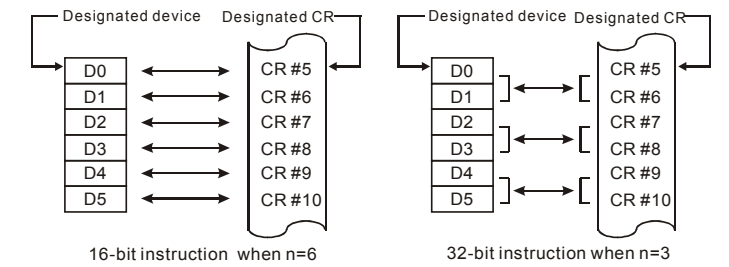 Designated device Designated CR
D0 CR #5
D1 CR #6
D2 CR #7
D3 CR #8
D4 CR #9
D5 CR #10
16-bit instruction when n=6
Designated device Designated CR
D0 CR #5
D1 CR #6
D2 CR #7
D3 CR #8
D4 CR #9
D5 CR #10
32-bit instruction when n=3